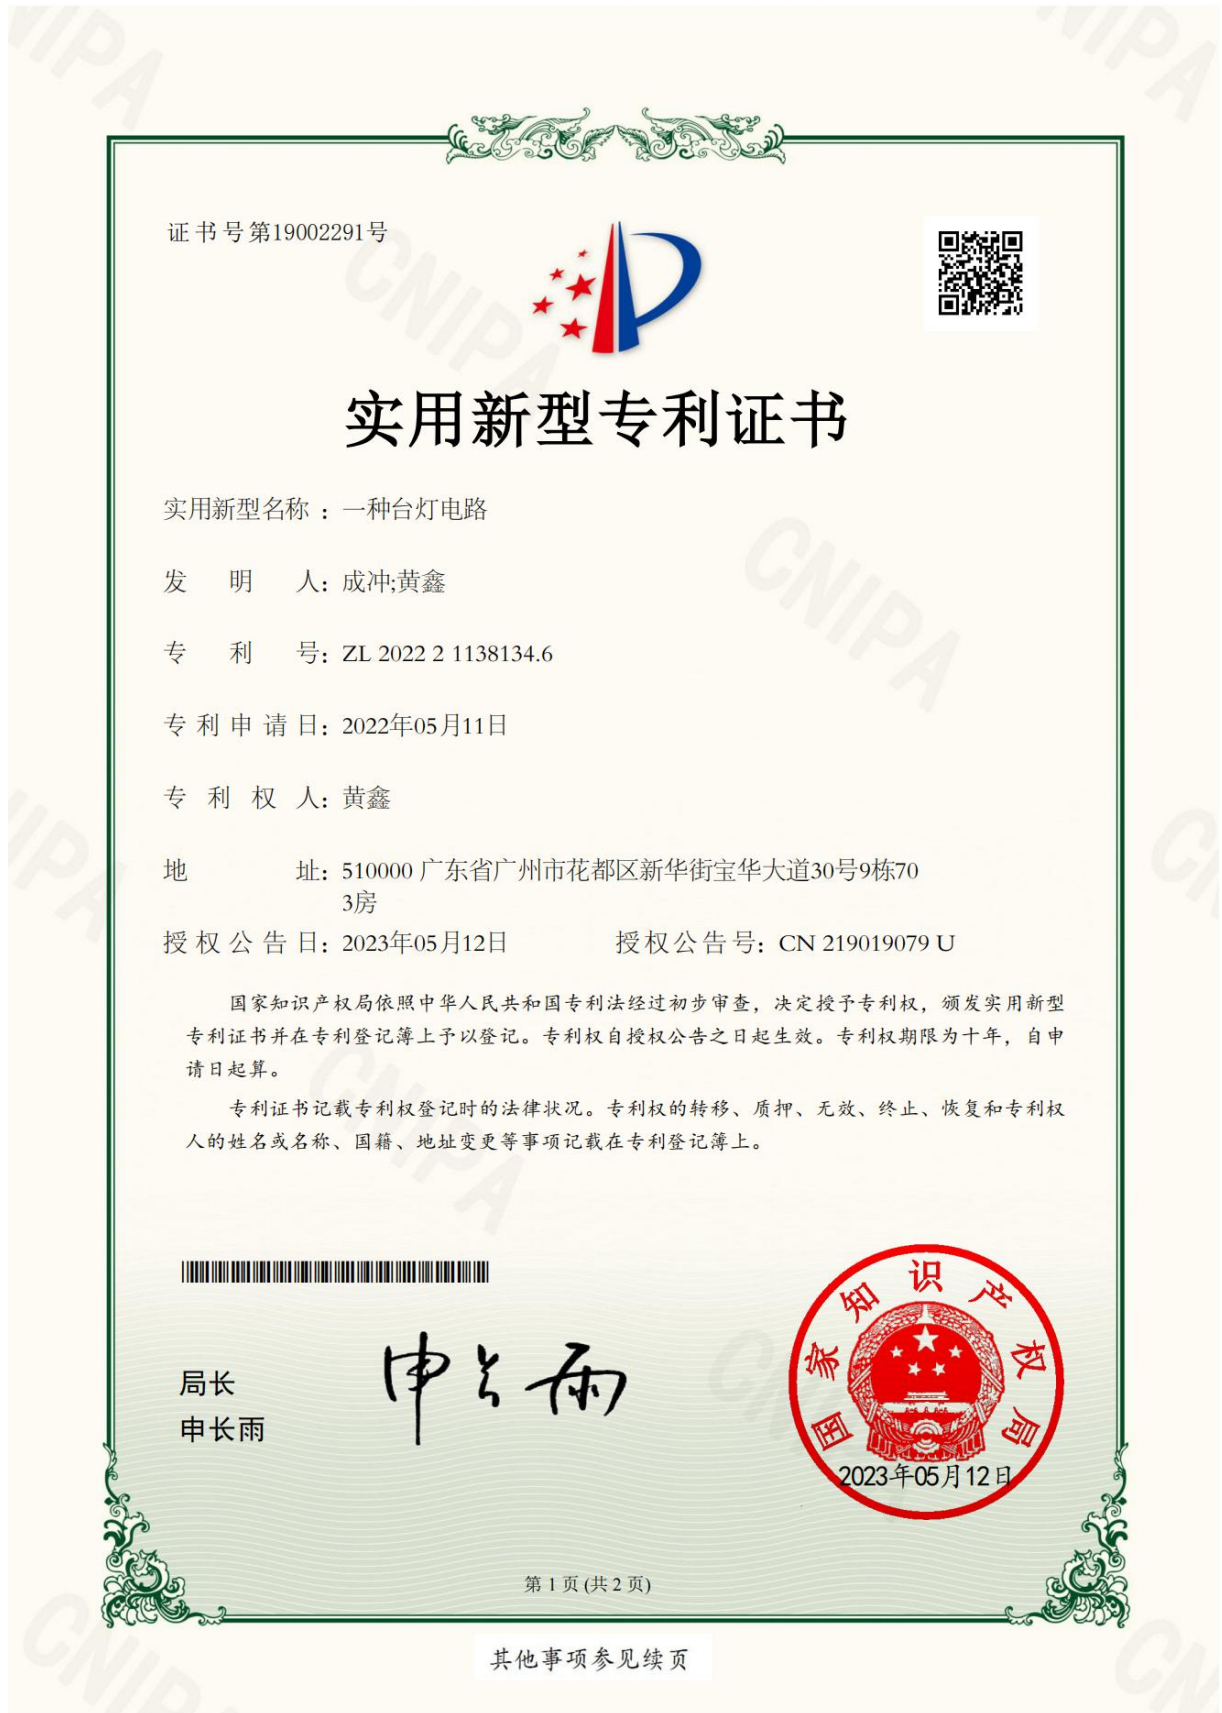 证书号第19002291号
实用新型专利证书
实用新型名称：一种台灯电路
发明人：成冲;黄鑫
专利号：ZL 2022 2 1138134.6
专利申请日：2022年05月11日
专利权人：黄鑫
地址：510000 广东省广州市花都区新华街宝华大道30号9栋70
3房
授权公告日：2023年05月12日 授权公告号：CN 219019079 U
国家知识产权局依照中华人民共和国专利法经过初步审查，决定授予专利权，颁发实用新型
专利证书并在专利登记簿上予以登记。专利权自授权公告之日起生效。专利权期限为十年，自申
请日起算。
专利证书记载专利权登记时的法律状况。专利权的转移、质押、无效、终止、恢复和专利权
人的姓名或名称、国籍、地址变更等事项记载在专利登记簿上。
局长
申长雨
申长雨
国家知识产权局
2023年05月12日
第 1 页 (共 2 页)
其他事项参见续页
CNIPA
CNIPA
CNIPA
CNIPA
CNIPA